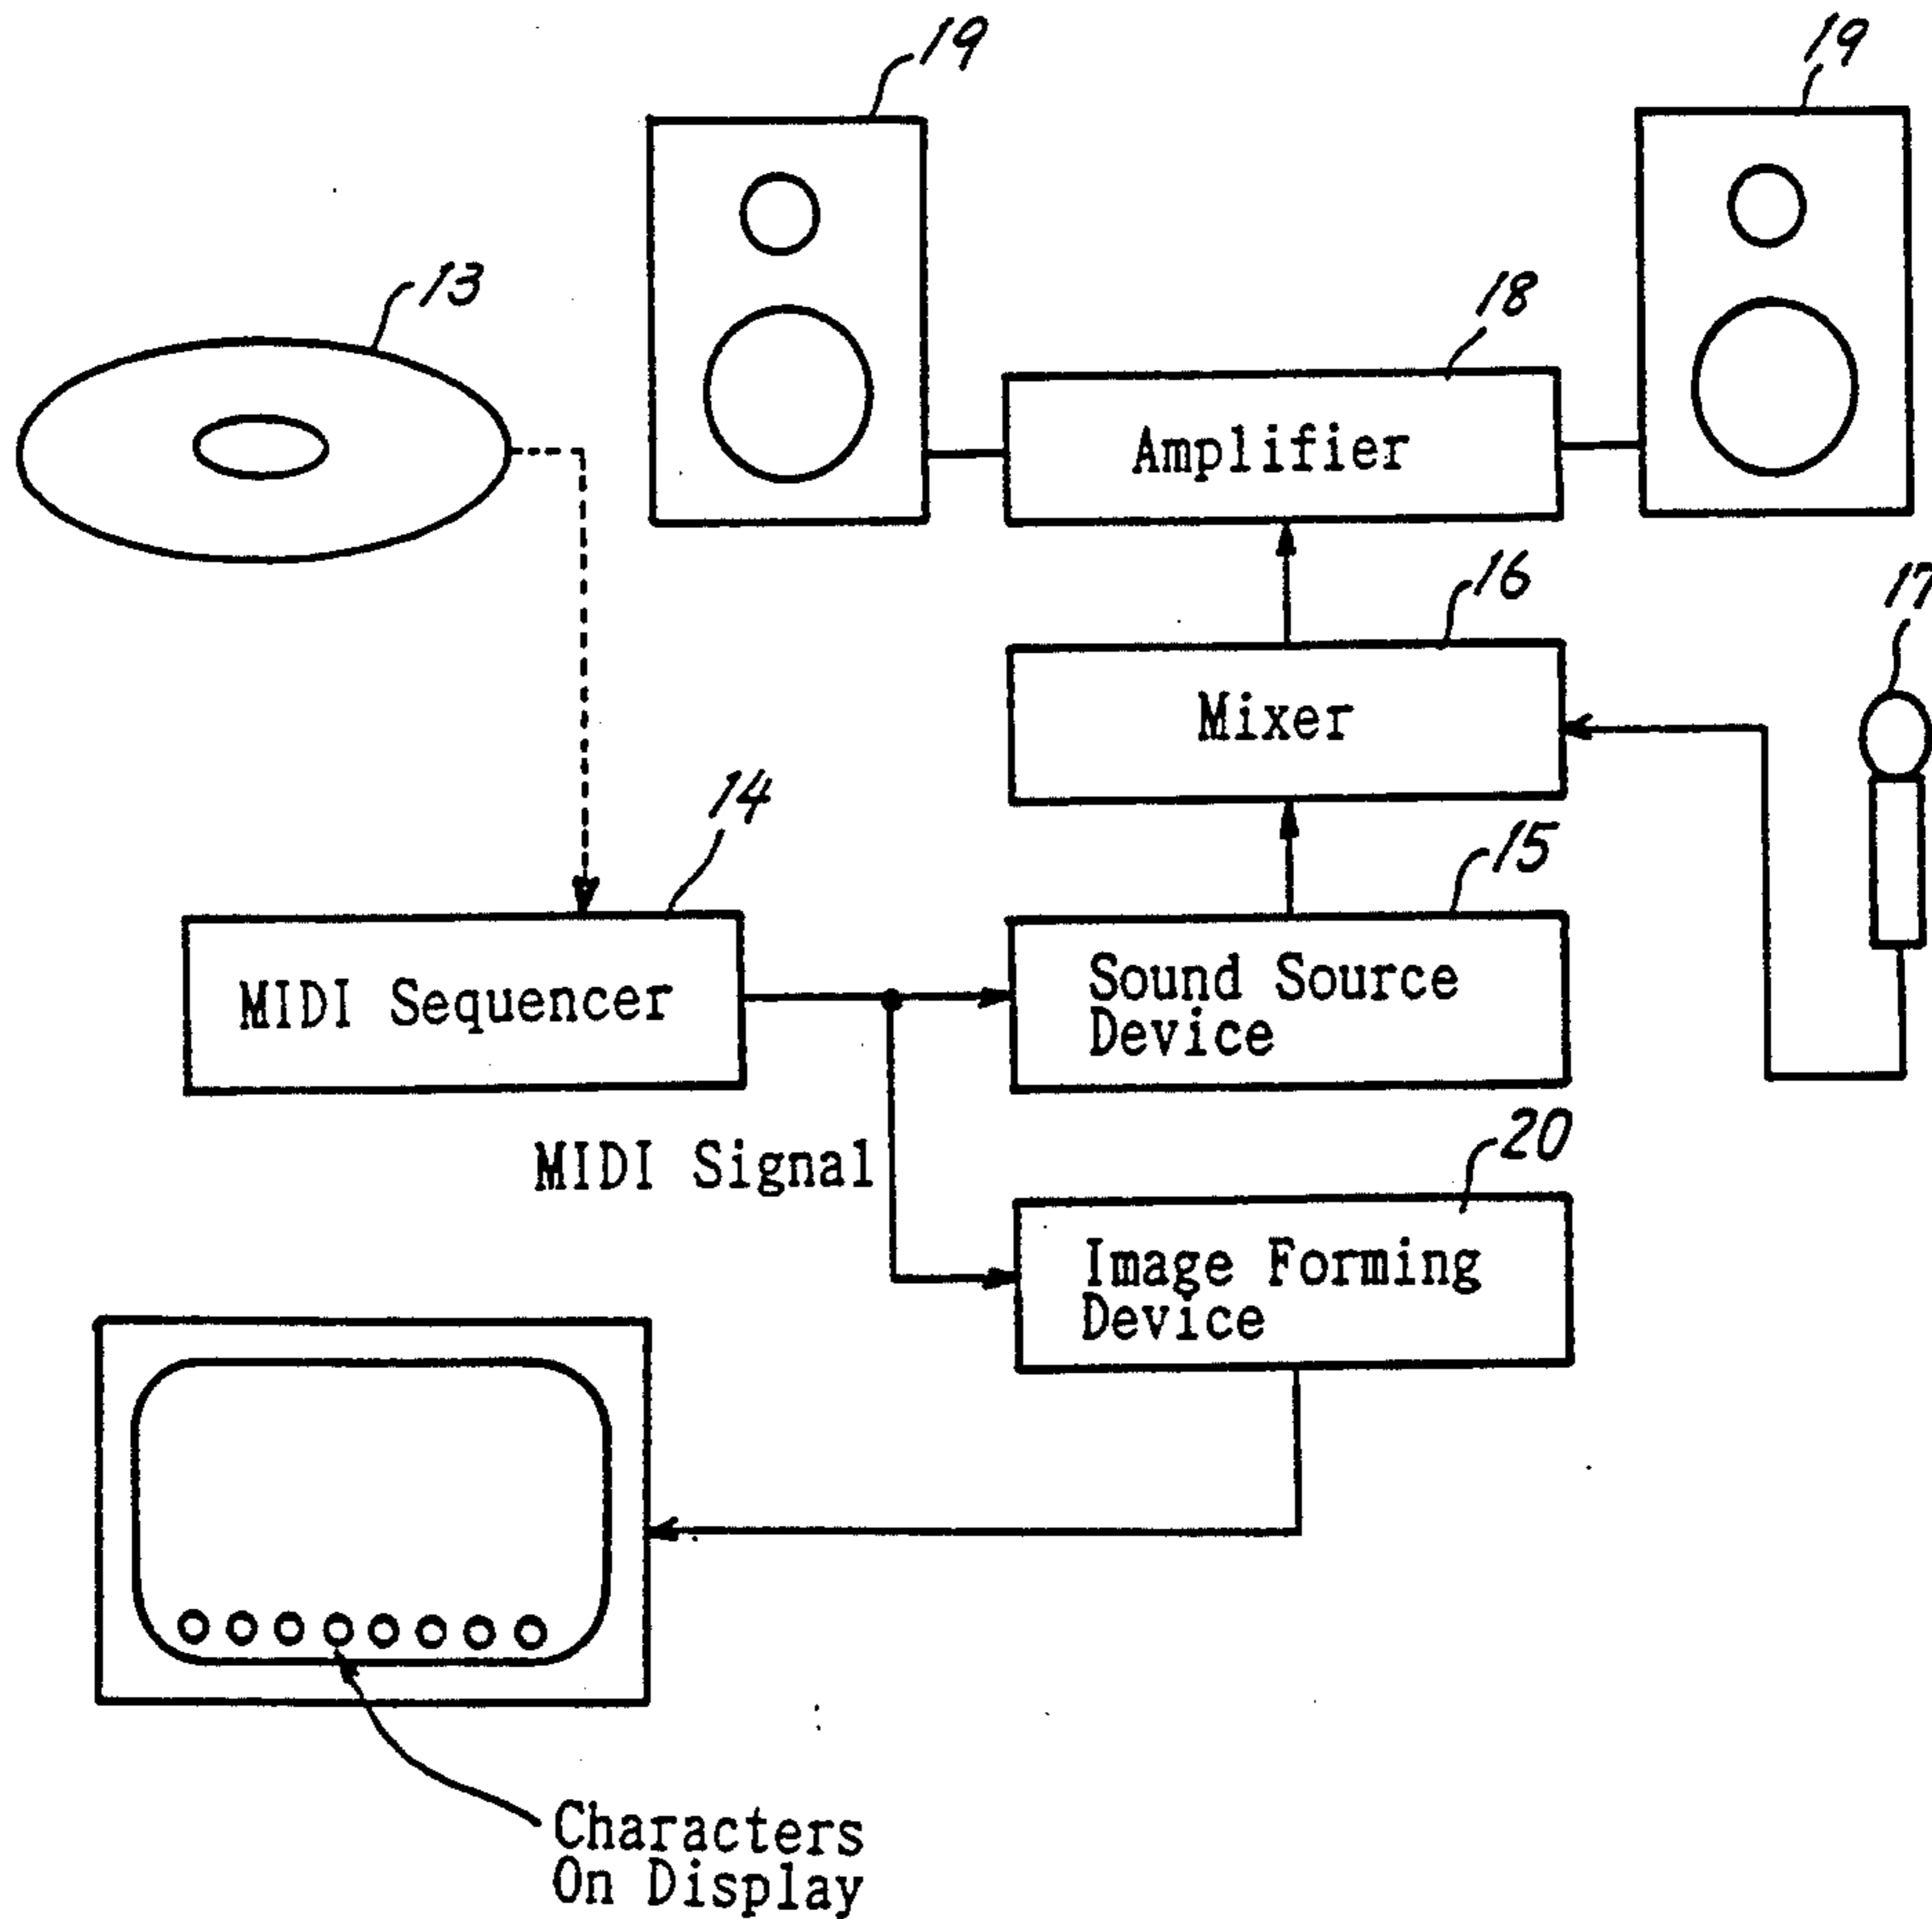 19
19
13
18
Amplifier
16
17
Mixer
14
15
MIDI Sequencer
Sound Source
Device
MIDI Signal
20
Image Forming
Device
Characters
On Display